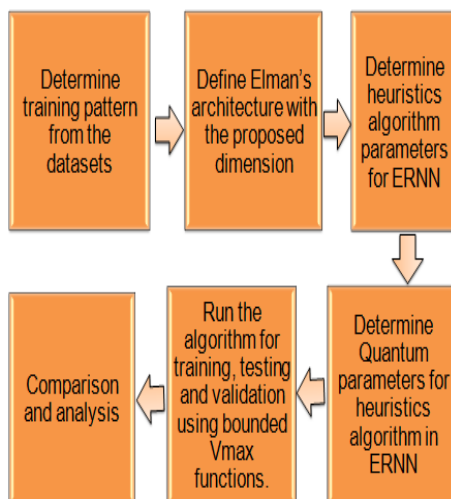 Determine
training pattern
from the
datasets
Define Elman's
architecture with
the proposed
dimension
Determine
heuristics
algorithm
parameters
for ERNN
Determine
Quantum
parameters for
heuristics
algorithm in
ERNN
Run the
algorithm for
training, testing
and validation
using bounded
Vmax
functions.
Comparison
and analysis